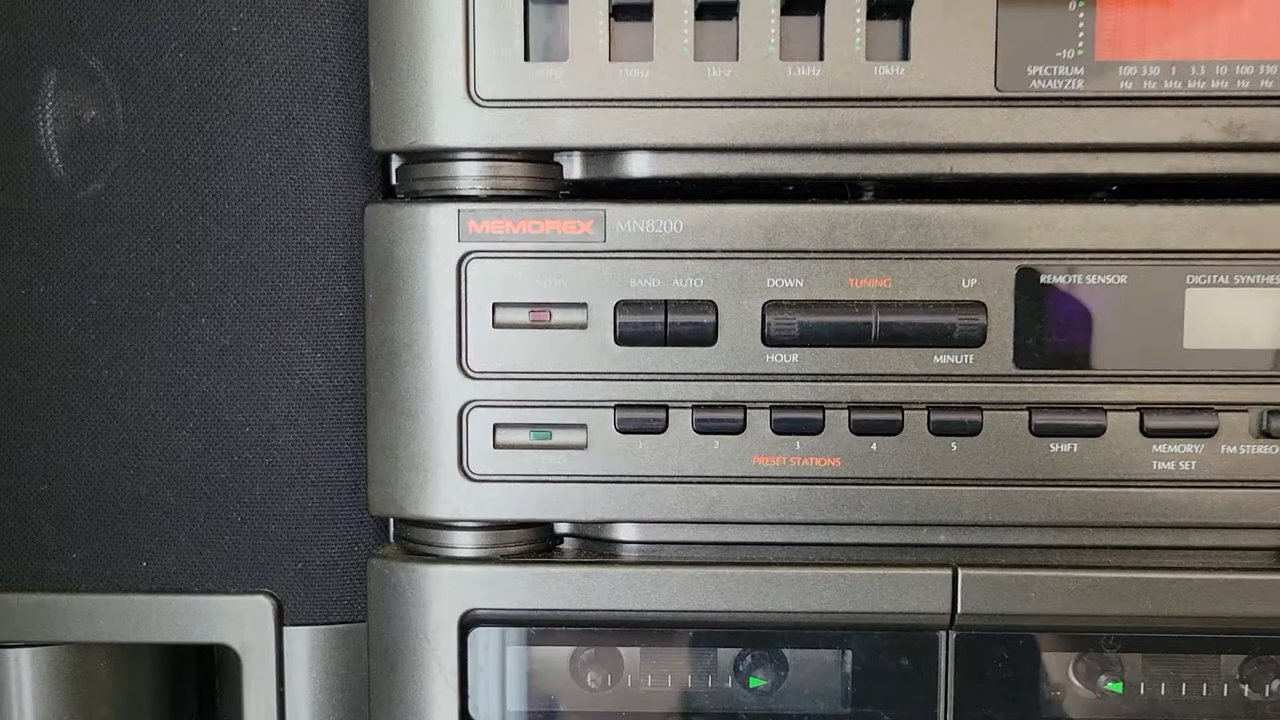 0
-10
330Hz 1kHz 3.3kHz 10kHz
SPECTRUM
ANALYZER
100 330 1 3.3 10 100 330
Hz Hz kHz kHz kHz Hz Hz
MEMOREX MN8200
BAND AUTO DOWN TUNING UP REMOTE SENSOR DIGITAL SYNTHES
HOUR MINUTE
1 2 3 4 5 SHIFT MEMORY/ FM STEREO
TIME SET
PRESET STATIONS